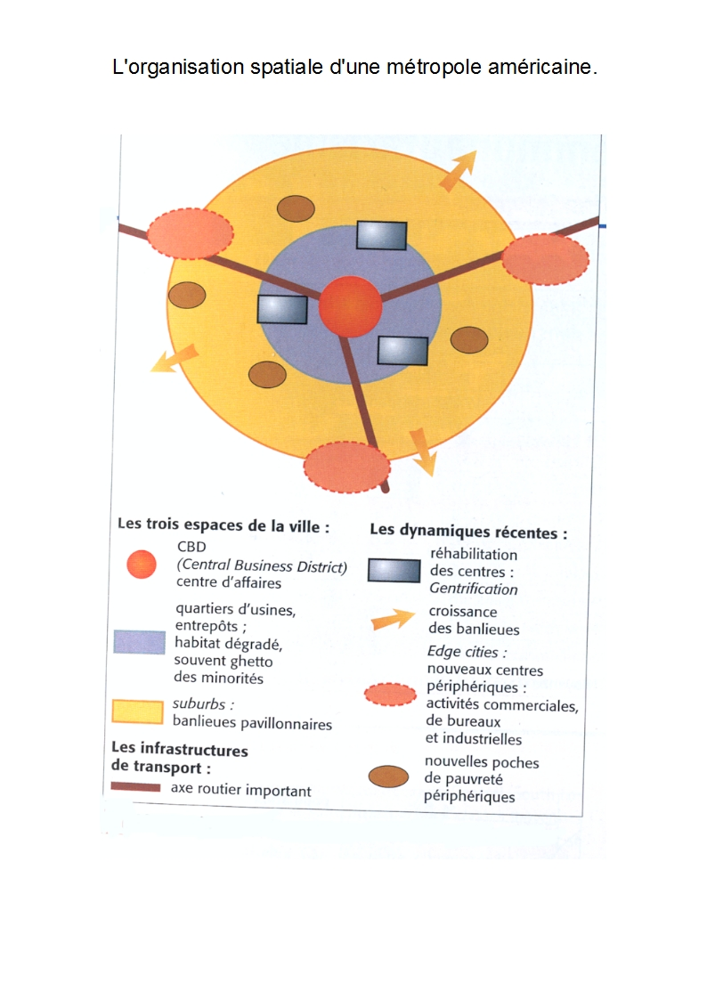 L'organisation spatiale d'une métropole américaine.
Les trois espaces de la ville :
CBD
(Central Business District)
centre d'affaires
quartiers d'usines,
entrepôts ;
habitat dégradé,
souvent ghetto
des minorités
suburbs :
banlieues pavillonnaires
Les infrastructures
de transport :
axe routier important
Les dynamiques récentes :
réhabilitation
des centres :
Gentrification
croissance
des banlieues
Edge cities :
nouveaux centres
périphériques :
activités commerciales,
de bureaux
et industrielles
nouvelles poches
de pauvreté
périphériques